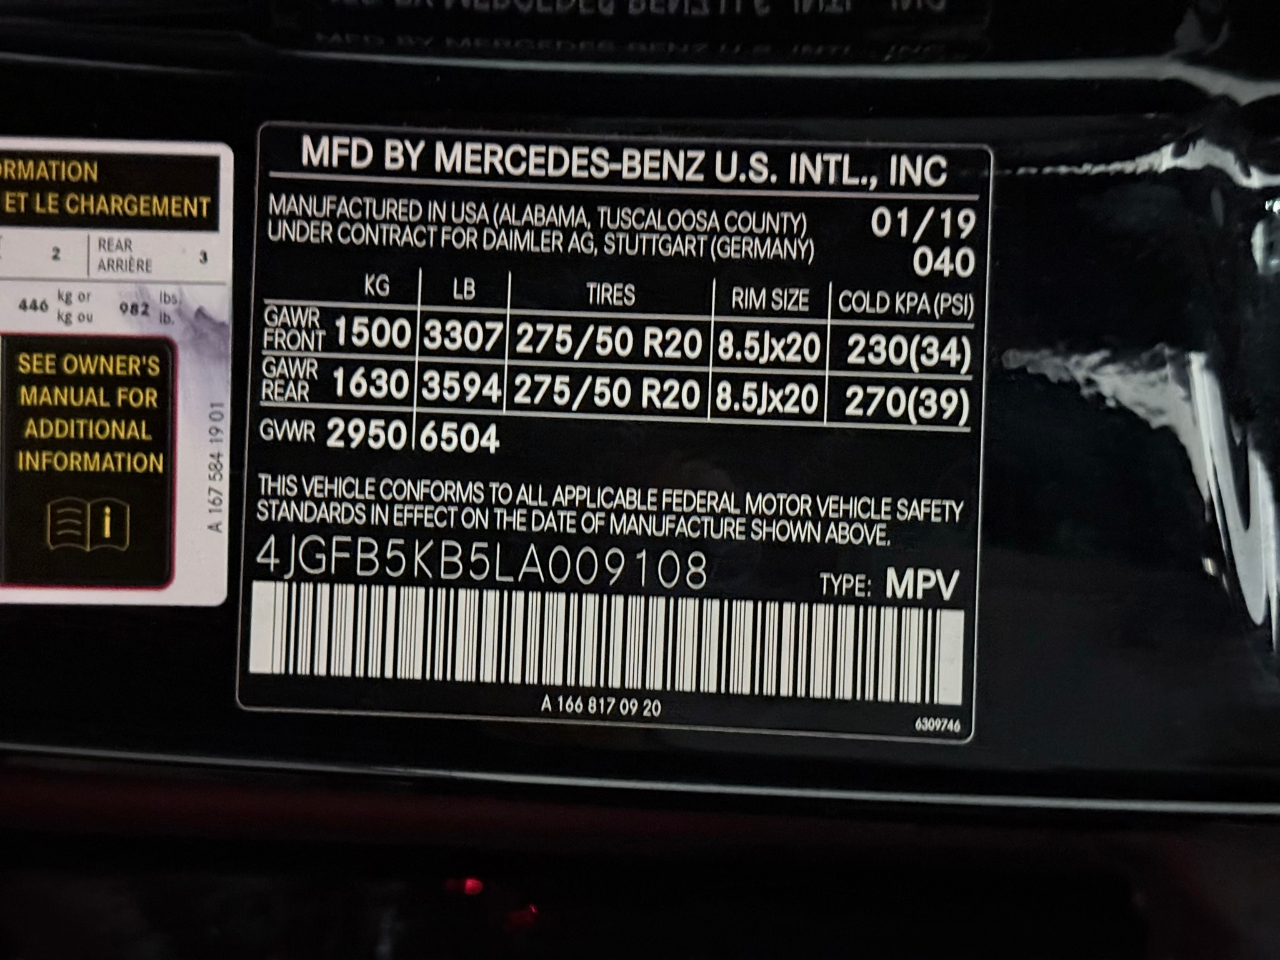 RMATION
ET LE CHARGEMENT
2 REAR ARRIÈRE 3
446 kg or kg ou 982 lbs. lb.
SEE OWNER'S
MANUAL FOR
ADDITIONAL
INFORMATION
i
A 167 584 19 01
MFD BY MERCEDES-BENZ U.S. INTL., INC
MANUFACTURED IN USA (ALABAMA, TUSCALOOSA COUNTY) 01/19
UNDER CONTRACT FOR DAIMLER AG, STUTTGART (GERMANY) 040
KG LB TIRES RIM SIZE COLD KPA (PSI)
GAWR FRONT 1500 3307 275/50 R20 8.5Jx20 230(34)
GAWR REAR 1630 3594 275/50 R20 8.5Jx20 270(39)
GVWR 2950 6504
THIS VEHICLE CONFORMS TO ALL APPLICABLE FEDERAL MOTOR VEHICLE SAFETY
STANDARDS IN EFFECT ON THE DATE OF MANUFACTURE SHOWN ABOVE.
4JGFB5KB5LA009108 TYPE: MPV
A 166 817 09 20
6309746